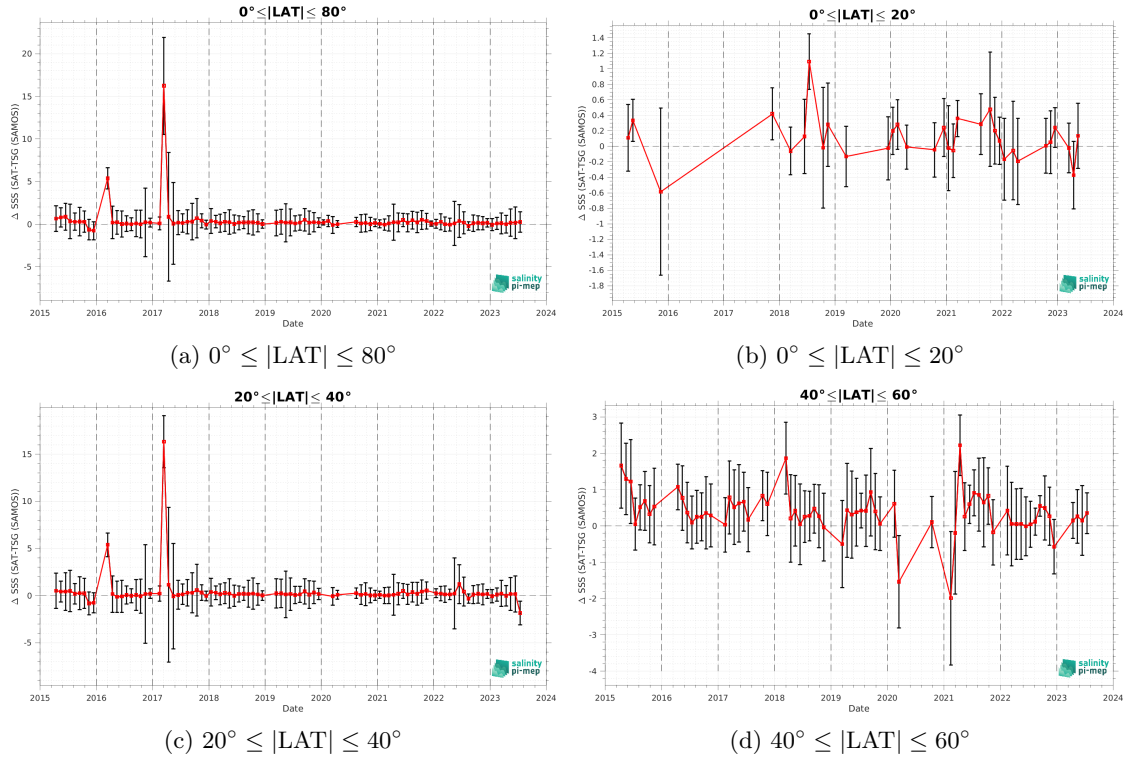 0°≤|LAT|≤ 80°
20
15
10
5
0
-5
Δ SSS (SAT-TSG (SAMOS))
2015 2016 2017 2018 2019 2020 2021 2022 2023 2024
Date
salinity
pi-mep
(a) 0° ≤ |LAT| ≤ 80°
0°≤|LAT|≤ 20°
1.4
1.2
1
0.8
0.6
0.4
0.2
0
-0.2
-0.4
-0.6
-0.8
-1
-1.2
-1.4
-1.6
-1.8
Δ SSS (SAT-TSG (SAMOS))
2015 2016 2017 2018 2019 2020 2021 2022 2023 2024
Date
salinity
pi-mep
(b) 0° ≤ |LAT| ≤ 20°
20°≤|LAT|≤ 40°
15
10
5
0
-5
Δ SSS (SAT-TSG (SAMOS))
2015 2016 2017 2018 2019 2020 2021 2022 2023 2024
Date
salinity
pi-mep
(c) 20° ≤ |LAT| ≤ 40°
40°≤|LAT|≤ 60°
3
2
1
0
-1
-2
-3
-4
Δ SSS (SAT-TSG (SAMOS))
2015 2016 2017 2018 2019 2020 2021 2022 2023 2024
Date
salinity
pi-mep
(d) 40° ≤ |LAT| ≤ 60°